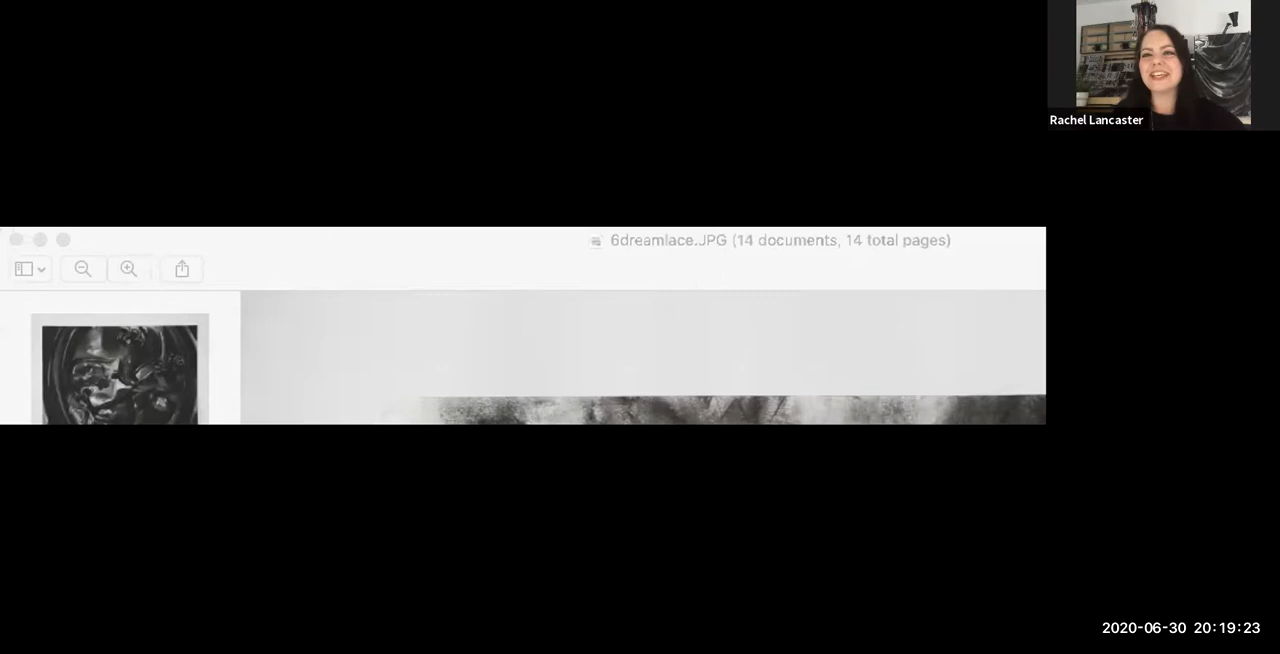 Rachel Lancaster
6dreamlace.JPG (14 documents, 14 total pages)
2020-06-30 20:19:23